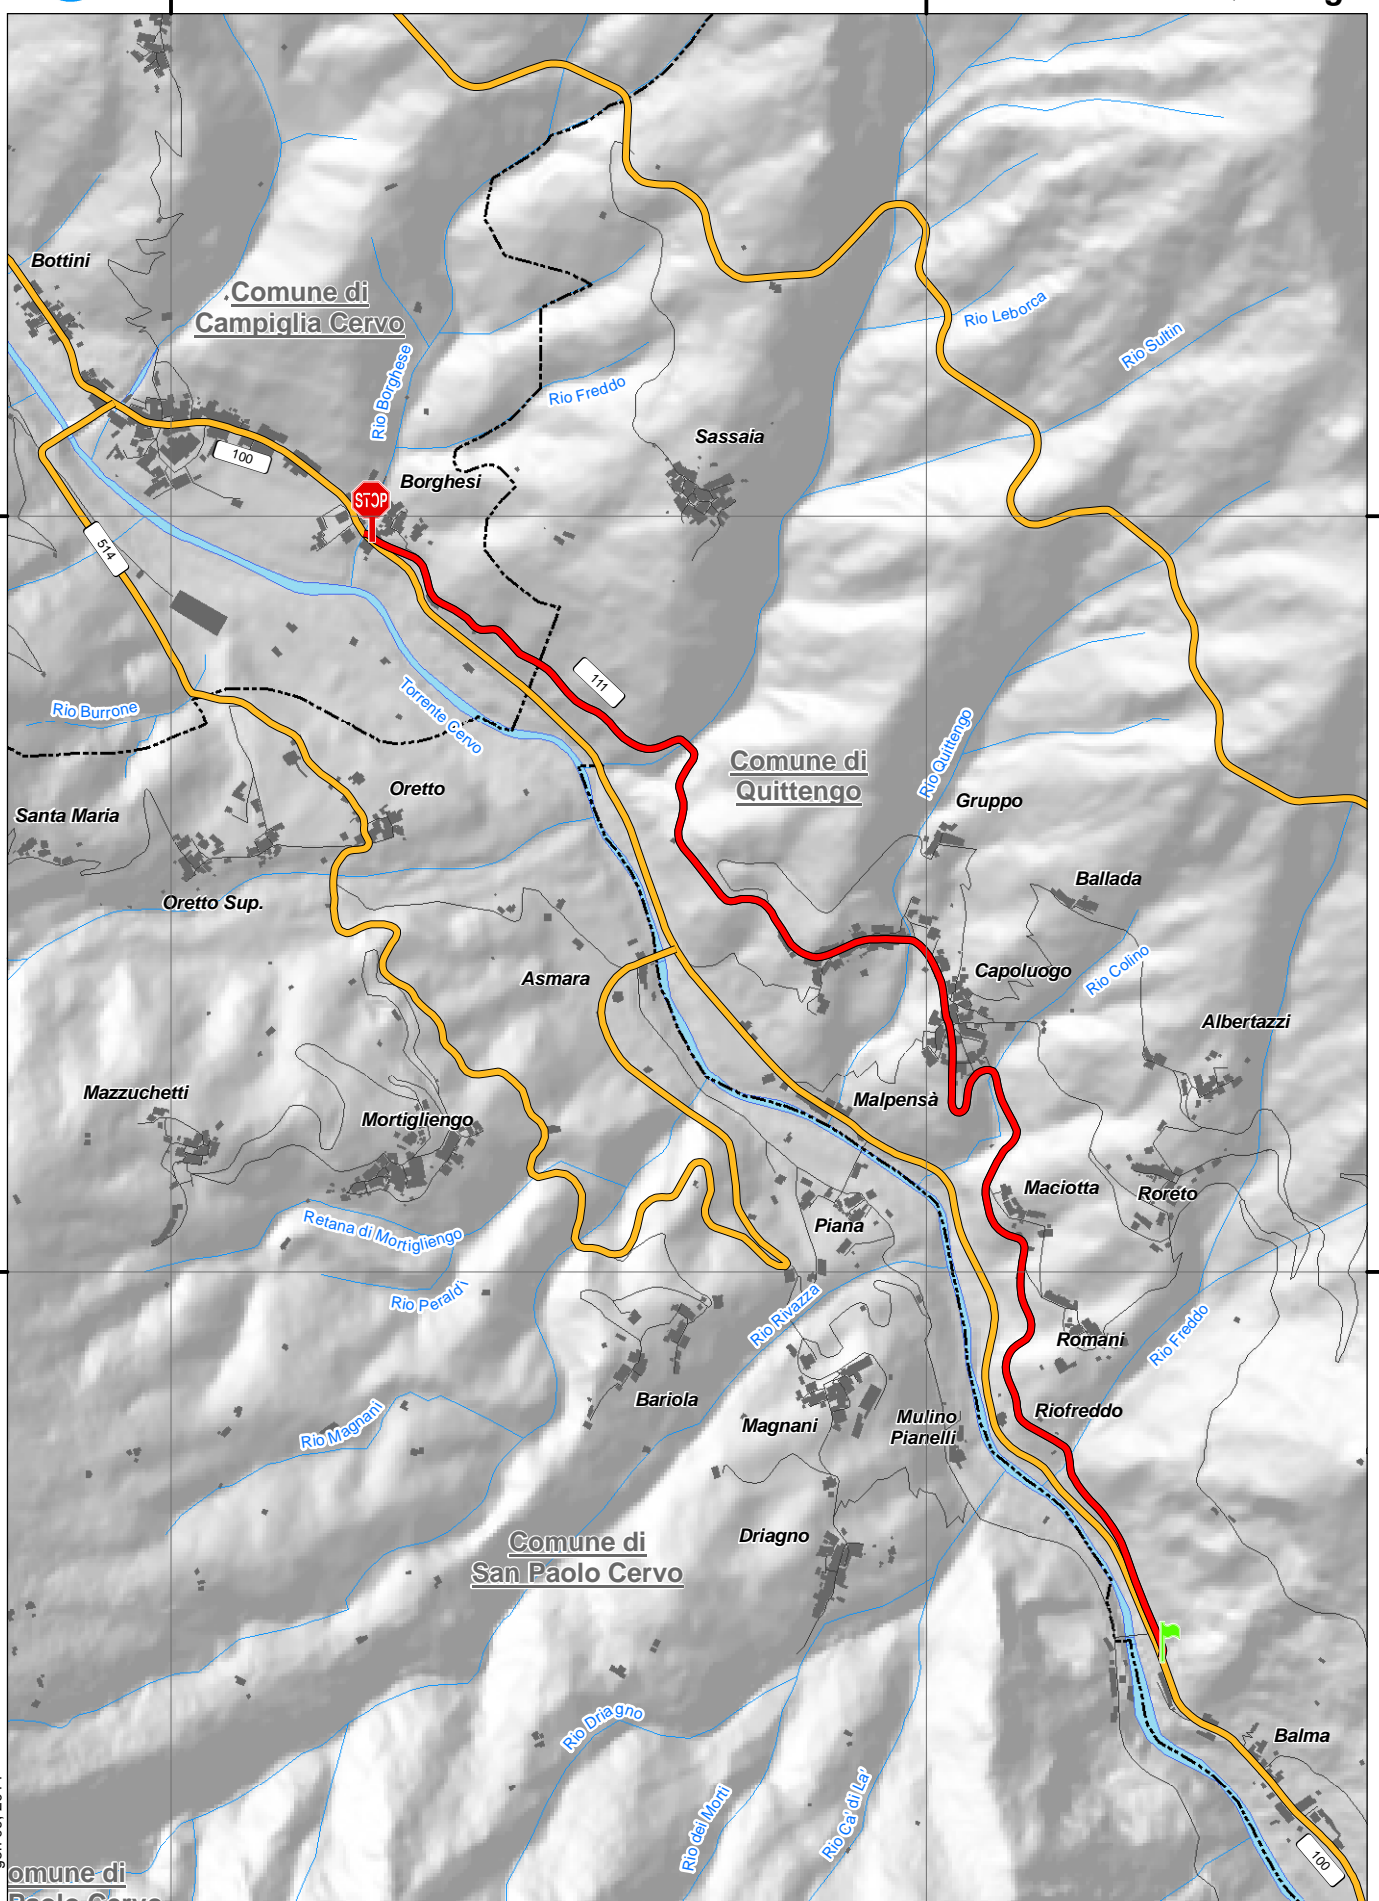 Bottini
Comune di
Campiglia Cervo
Rio Leborca
Rio Sultin
Rio Borghese
Rio Freddo
Sassaia
100
Borghesi
STOP
514
111
Rio Burrone
Torrente Cervo
Comune di
Quittengo
Rio Quittengo
Oretto
Gruppo
Santa Maria
Ballada
Oretto Sup.
Capoluogo
Asmara
Rio Colino
Albertazzi
Mazzuchetti
Malpensà
Mortigliengo
Maciotta
Roreto
Piana
Retana di Mortigliengo
Rio Peraldi
Rio Rivazza
Romani
Rio Freddo
Bariola
Riofreddo
Magnani
Mulino
Pianelli
Rio Magnani
Driagno
Comune di
San Paolo Cervo
Rio Driagno
Balma
Rio dei Morti
Rio Ca' di La'
100
omune di
Paolo Cervo